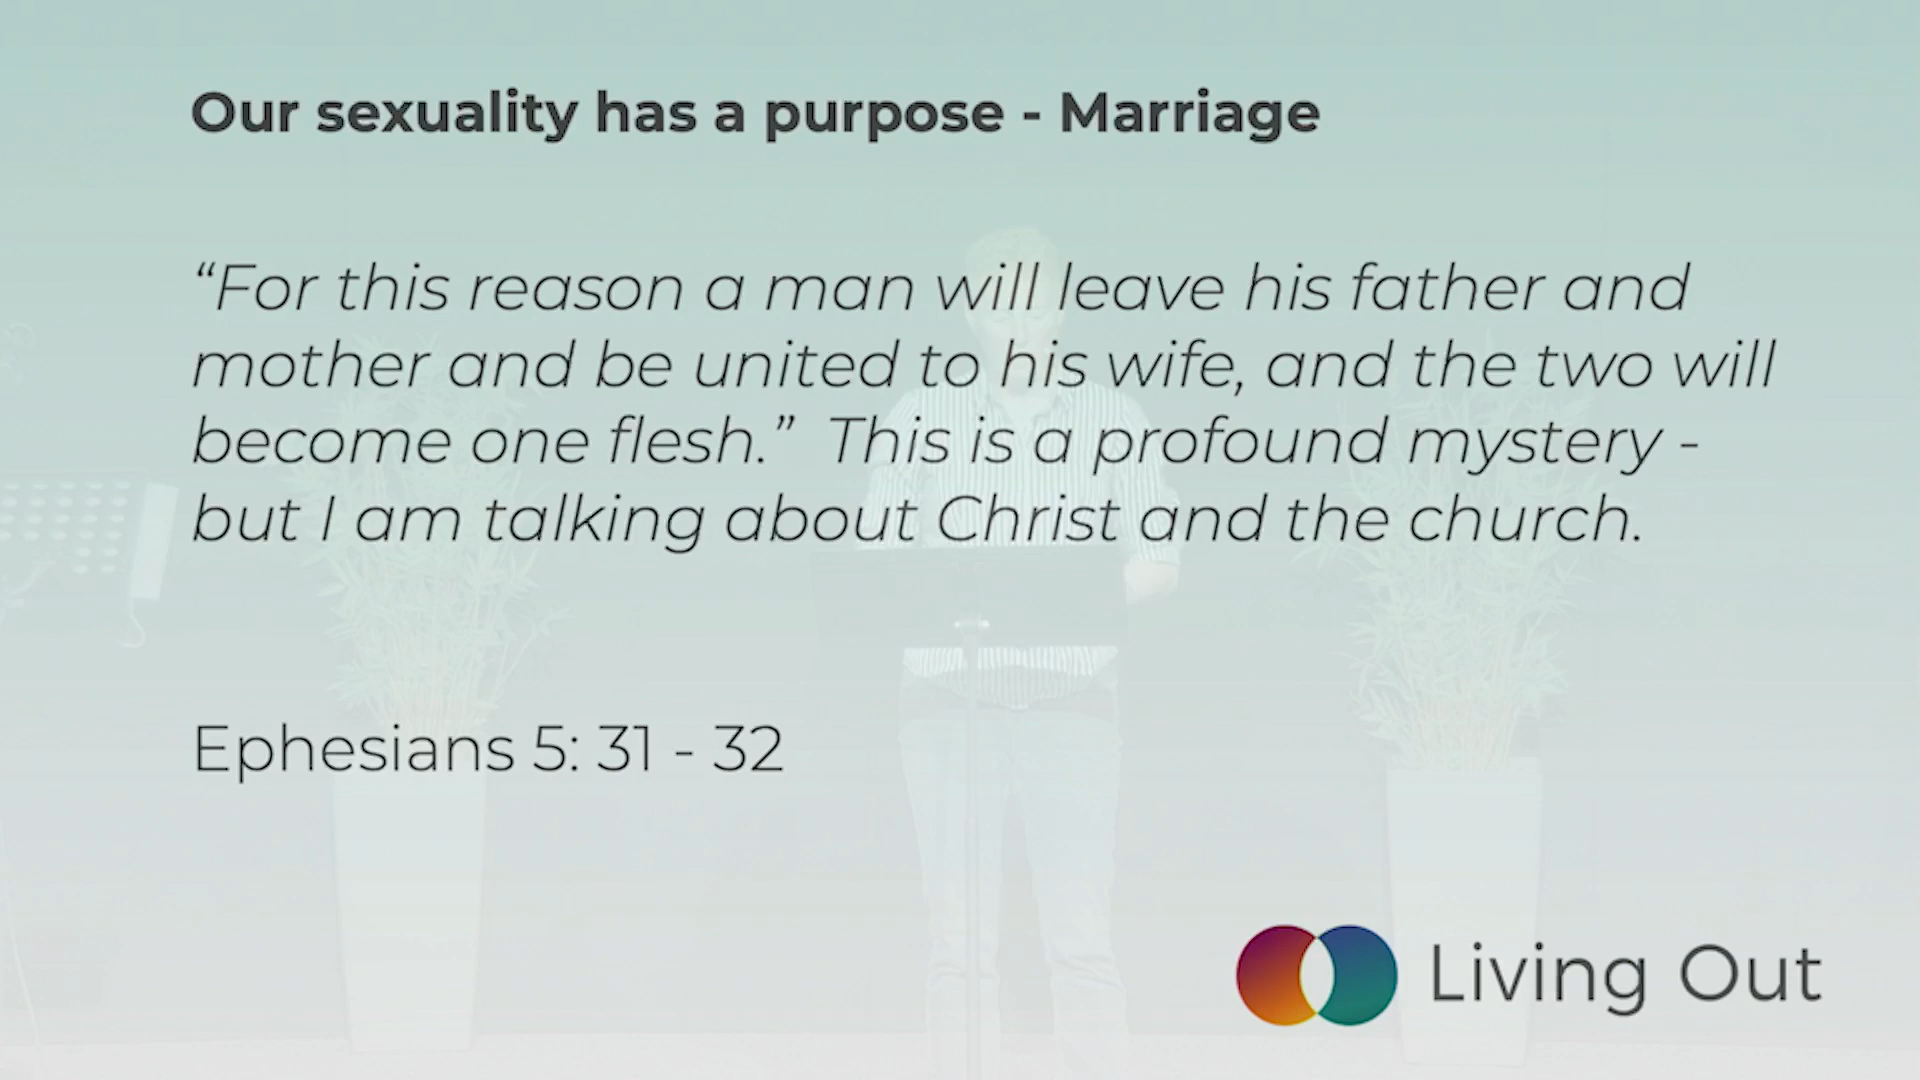 Our sexuality has a purpose - Marriage
“For this reason a man will leave his father and
mother and be united to his wife, and the two will
become one flesh.”  This is a profound mystery -
but I am talking about Christ and the church.
Ephesians 5: 31 - 32
Living Out